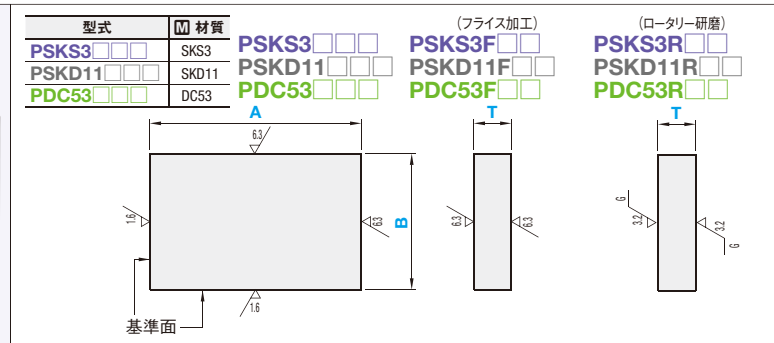 型式 M 材質
PSKS3□□□ SKS3
PSKD11□□□ SKD11
PDC53□□□ DC53
PSKS3□□□
PSKD11□□□
PDC53□□□
(フライス加工)
PSKS3F□□
PSKD11F□□
PDC53F□□
(ロータリー研磨)
PSKS3R□□
PSKD11R□□
PDC53R□□
A
6.3
1.6
6.3
B
1.6
基準面
T
6.3
6.3
T
G
3.2
3.2
G